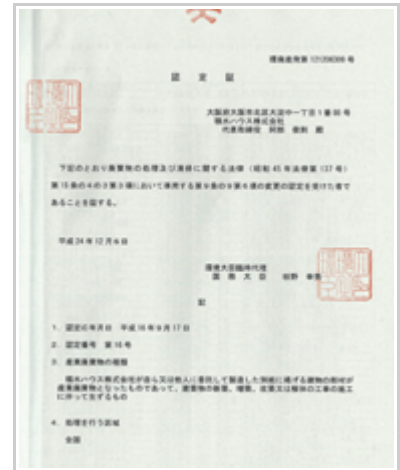 環廃産発第 121206306 号
認 定 証
大阪府大阪市北区大淀中一丁目1番88号
積水ハウス株式会社
代表取締役 阿部 俊則 殿
下記のとおり廃棄物の処理及び清掃に関する法律(昭和45年法律第137号)
第15条の4の3第3項において準用する第9条の9第6項の変更の認定を受けた者で
あることを証する。
平成24年12月6日
環境大臣臨時代理
国務大臣
記
1.認定の年月日 平成16年9月17日
2.認定番号 第16号
3.産業廃棄物の種類
積水ハウス株式会社が自ら又は他人に委託して製造した別紙に掲げる建物の部材が
産業廃棄物となったものであって、建築物の新築、増築、改築又は解体の工事の施工
に伴って生ずるもの
4.処理を行う区域
全国